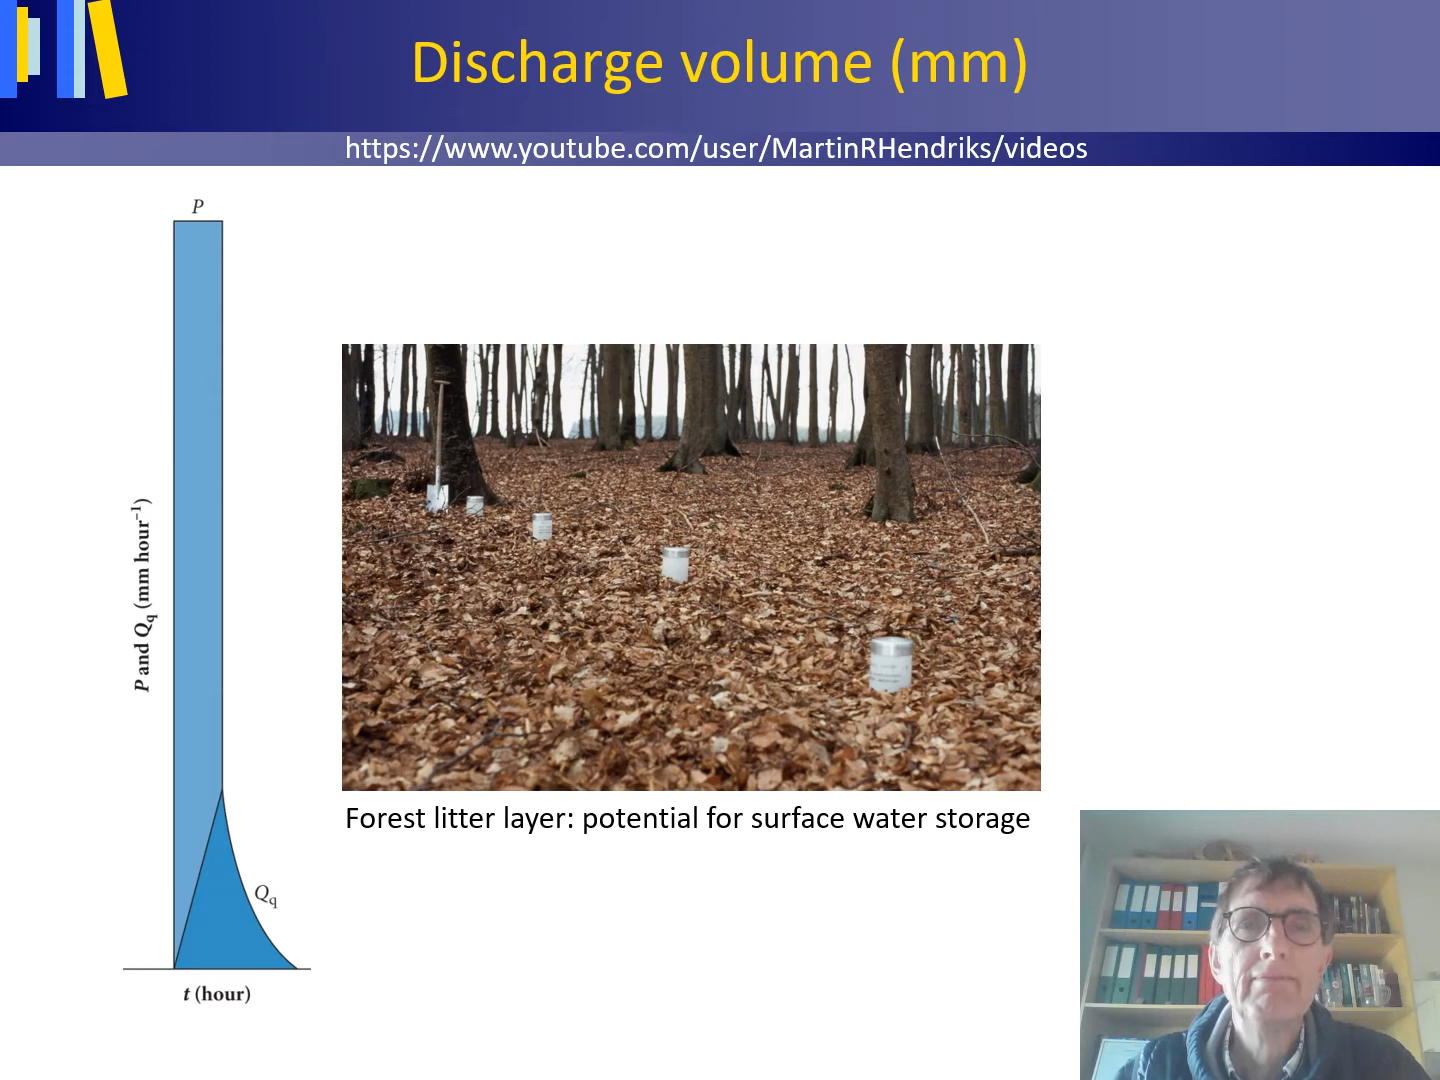 Discharge volume (mm)
https://www.youtube.com/user/MartinRHendriks/videos
P
P and Qq (mm hour⁻¹)
Qq
t (hour)
Forest litter layer: potential for surface water storage